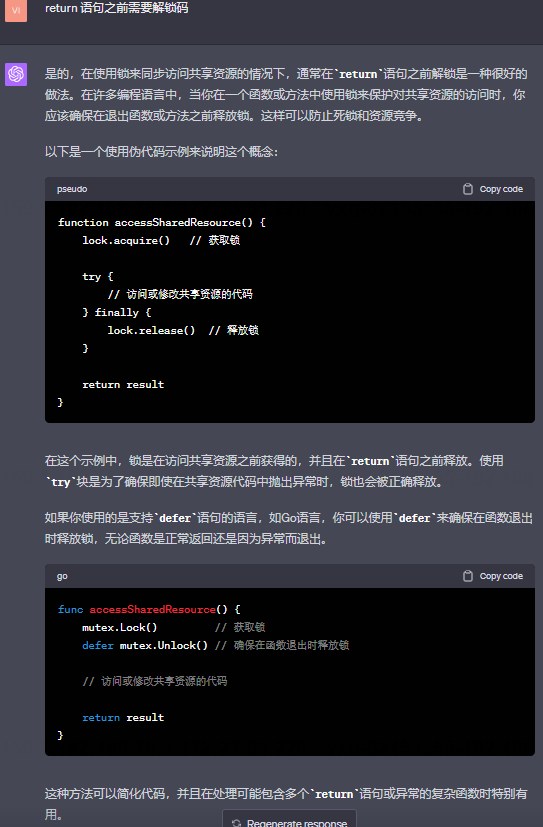 VI
return 语句之前需要解锁码
是的，在使用锁来同步访问共享资源的情况下，通常在`return`语句之前解锁是一种很好的
做法。在许多编程语言中，当你在一个函数或方法中使用锁来保护对共享资源的访问时，你
应该确保在退出函数或方法之前释放锁。这样可以防止死锁和资源竞争。
以下是一个使用伪代码示例来说明这个概念：
pseudo
Copy code
function accessSharedResource() {
    lock.acquire()   // 获取锁
    try {
        // 访问或修改共享资源的代码
    } finally {
        lock.release()  // 释放锁
    }
    return result
}
在这个示例中，锁是在访问共享资源之前获得的，并且在`return`语句之前释放。使用
`try`块是为了确保即使在共享资源代码中抛出异常时，锁也会被正确释放。
如果你使用的是支持`defer`语句的语言，如Go语言，你可以使用`defer`来确保在函数退出
时释放锁，无论函数是正常返回还是因为异常而退出。
go
Copy code
func accessSharedResource() {
    mutex.Lock()         // 获取锁
    defer mutex.Unlock() // 确保在函数退出时释放锁
    // 访问或修改共享资源的代码
    return result
}
这种方法可以简化代码，并且在处理可能包含多个`return`语句或异常的复杂函数时特别有
用。
Regenerate response